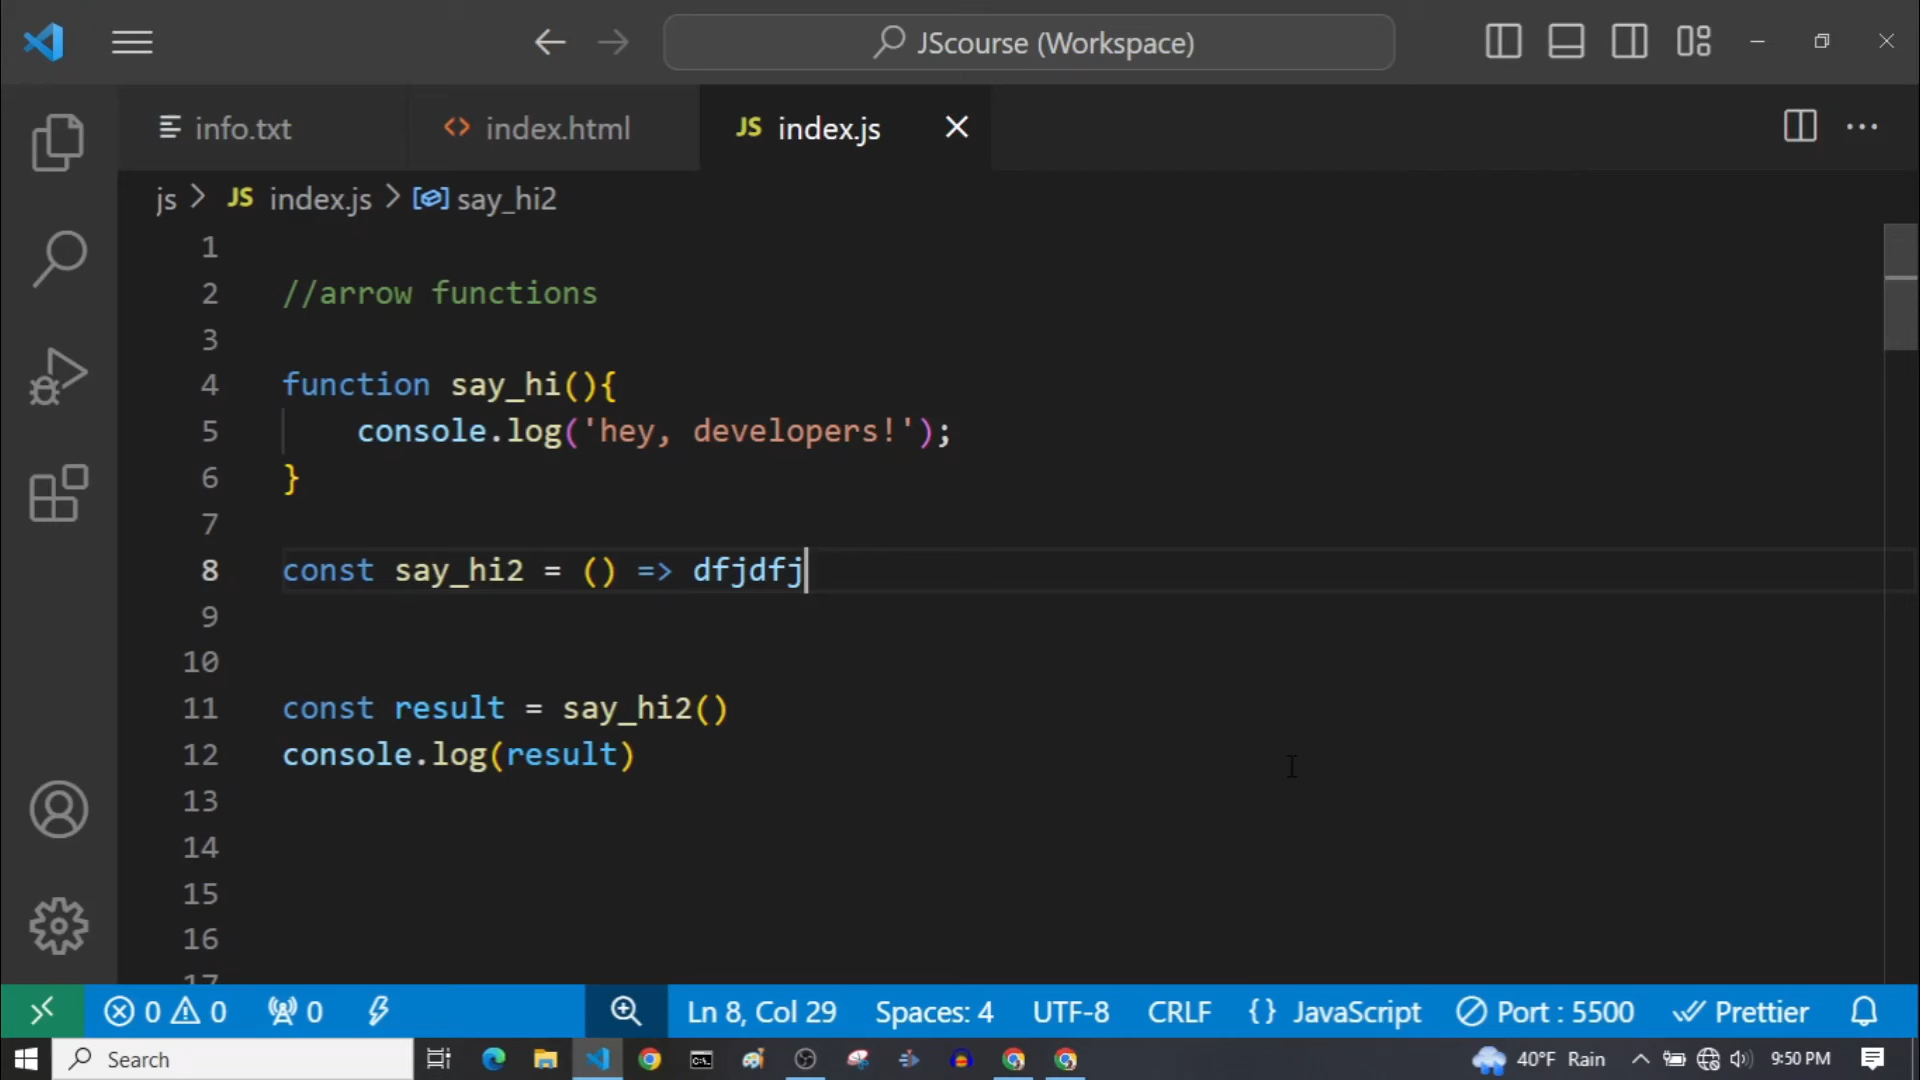 JScourse (Workspace)
info.txt
<> index.html
JS index.js
js > JS index.js > say_hi2
1
2 //arrow functions
3
4 function say_hi(){
5 console.log('hey, developers!');
6 }
7
8 const say_hi2 = () => dfjdfj
9
10
11 const result = say_hi2()
12 console.log(result)
13
14
15
16
17
0 0 0 Ln 8, Col 29 Spaces: 4 UTF-8 CRLF {} JavaScript Port : 5500 Prettier
Search 40°F Rain 9:50 PM